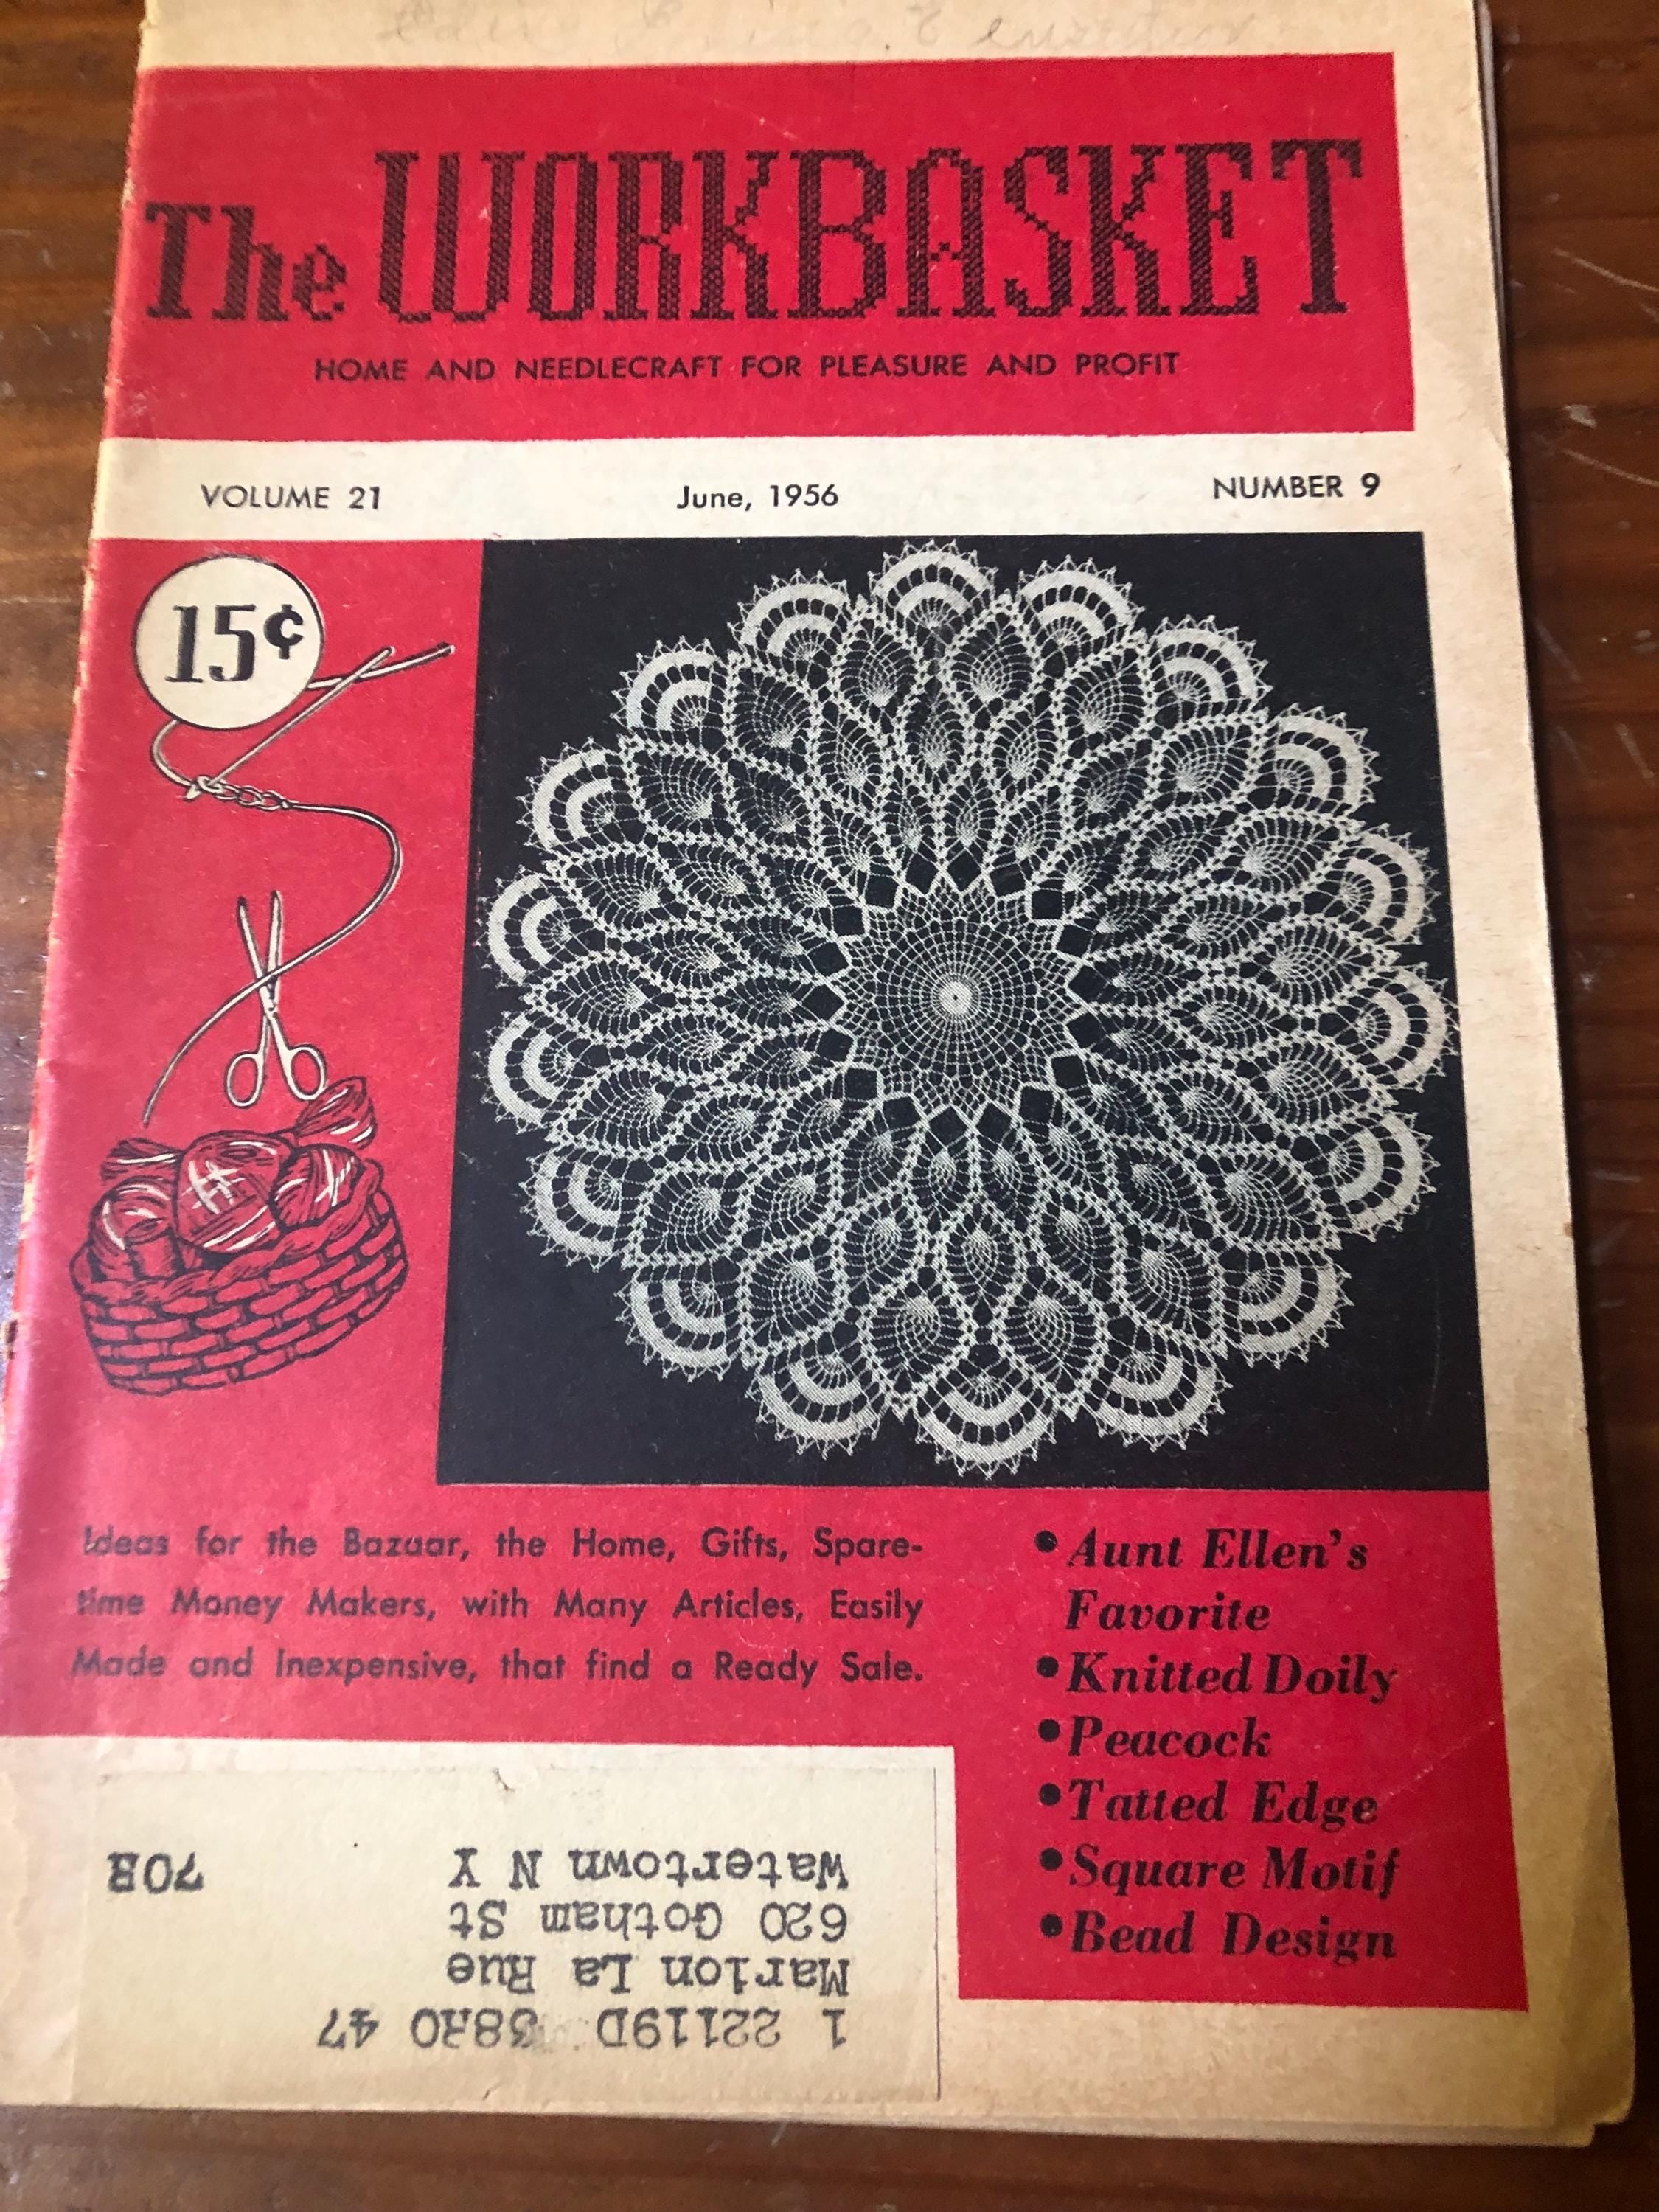 The WORKBASKET
HOME AND NEEDLECRAFT FOR PLEASURE AND PROFIT
VOLUME 21 June, 1956 NUMBER 9
15¢
Ideas for the Bazaar, the Home, Gifts, Spare-
time Money Makers, with Many Articles, Easily
Made and Inexpensive, that find a Ready Sale.
•Aunt Ellen's
Favorite
•Knitted Doily
•Peacock
•Tatted Edge
•Square Motif
•Bead Design
1 22119D 47
Marion La Rue
620 Gotham St
Watertown N Y